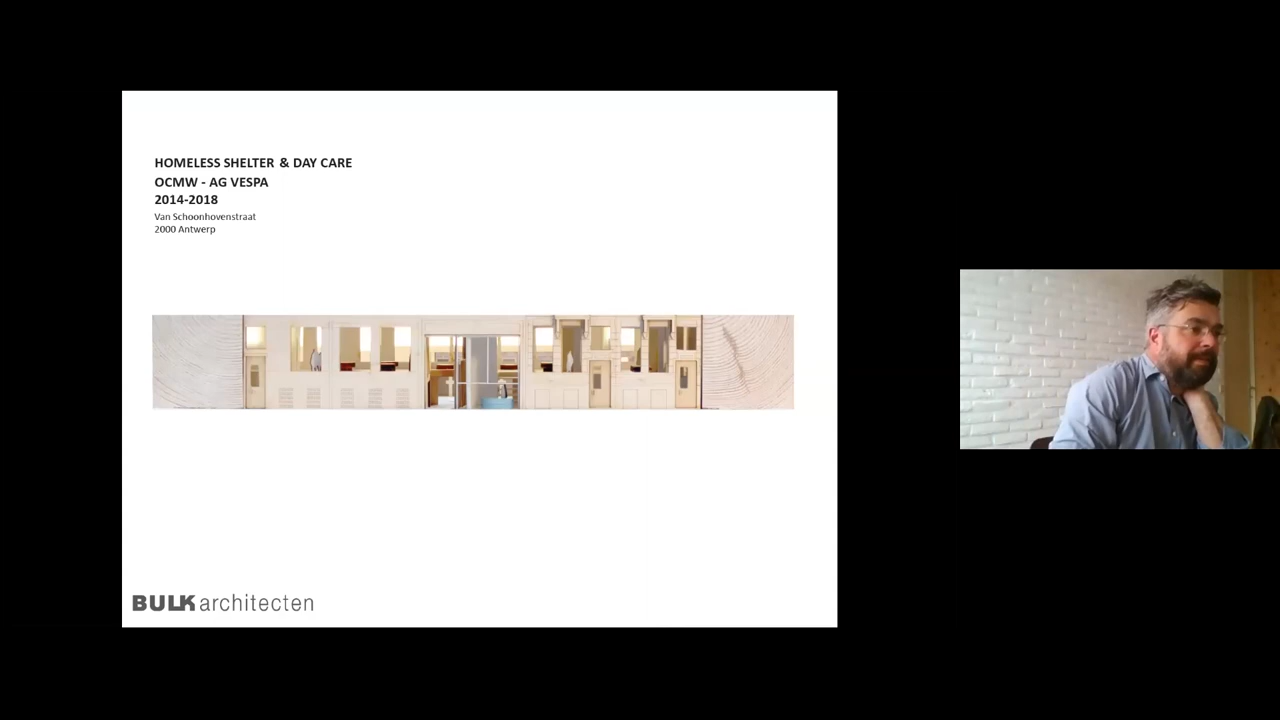 HOMELESS SHELTER & DAY CARE
OCMW - AG VESPA
2014-2018
Van Schoonhovenstraat
2000 Antwerp
BULK architecten